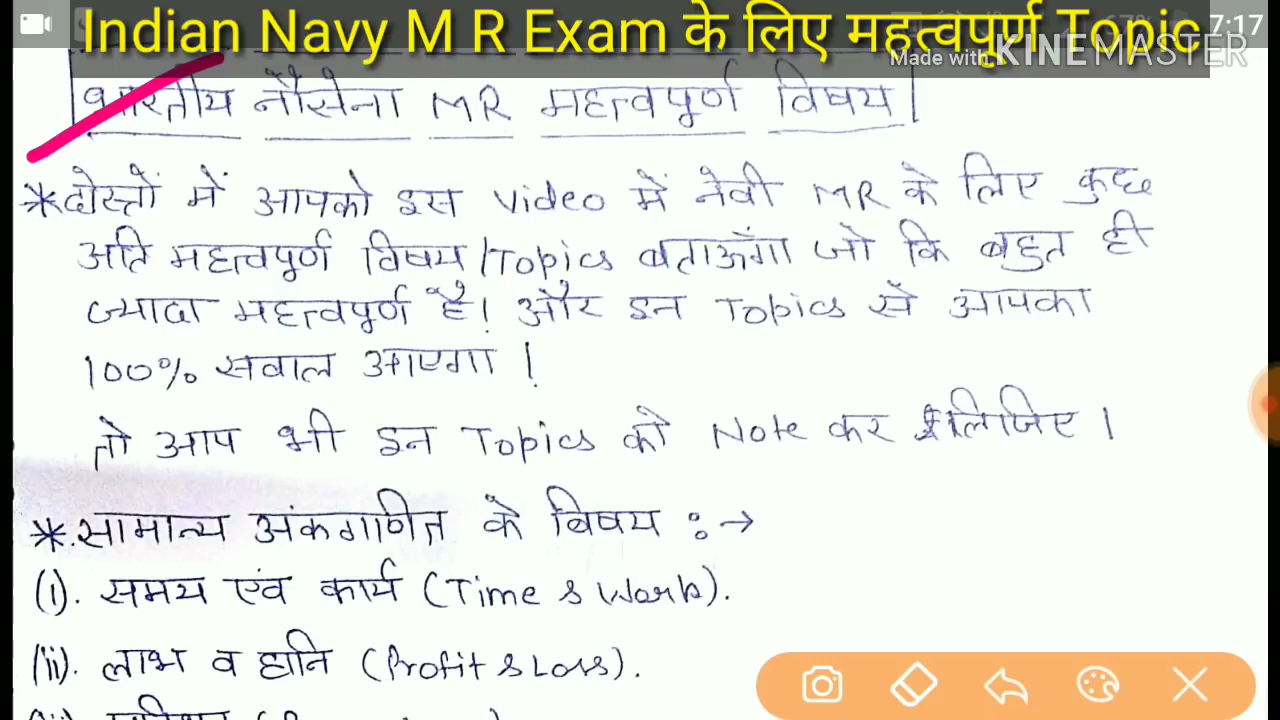 Indian Navy M R Exam के लिए महत्वपूर्ण Topic
7:17
Made with KINEMASTER
भारतीय नौसेना MR महत्त्वपूर्ण विषय
*दोस्तों में आपको इस Video में नेवी MR के लिए कुछ
अति महत्त्वपूर्ण विषय/Topics बताऊँगा जो कि बहुत ही
ज्यादा महत्त्वपूर्ण है। और इन Topics से आपका
100% सवाल आएगा।
तो आप भी इन Topics को Note कर लिजिए।
*.सामान्य अंकगणित के विषय :→
(i). समय एंव कार्य (Time & Work).
(ii). लाभ व हानि (Profit & Loss).